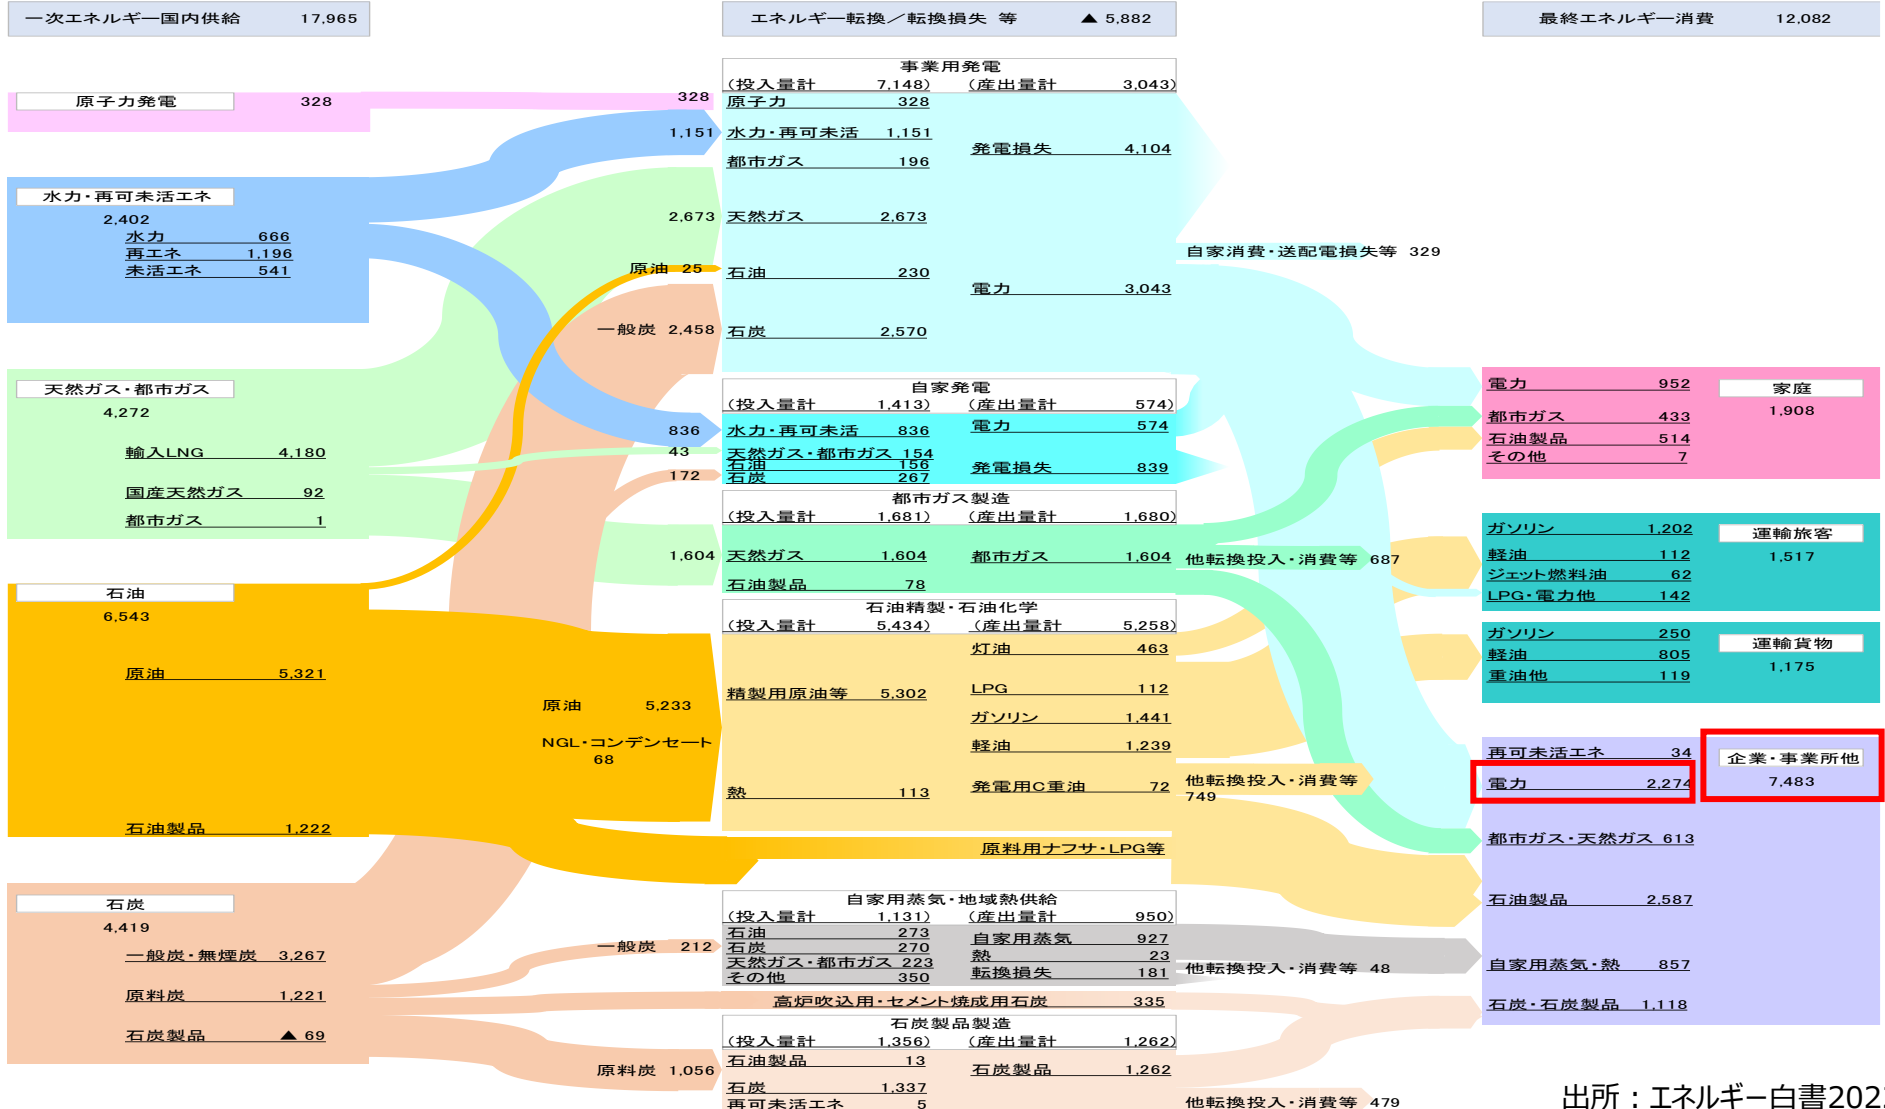 一次エネルギー国内供給 17,965
エネルギー転換／転換損失 等 ▲ 5,882
最終エネルギー消費 12,082
原子力発電 328
水力・再可未活エネ
2,402
水力 666
再エネ 1,196
未活エネ 541
天然ガス・都市ガス
4,272
輸入LNG 4,180
国産天然ガス 92
都市ガス 1
石油
6,543
原油 5,321
石油製品 1,222
石炭
4,419
一般炭・無煙炭 3,267
原料炭 1,221
石炭製品 ▲ 69
328
1,151
2,673
原油 25
一般炭 2,458
836
43
172
1,604
原油 5,233
NGL・コンデンセート
68
一般炭 212
原料炭 1,056
事業用発電
(投入量計 7,148) (産出量計 3,043)
原子力 328
水力・再可未活 1,151
発電損失 4,104
都市ガス 196
天然ガス 2,673
石油 230
電力 3,043
石炭 2,570
自家消費・送配電損失等 329
自家発電
(投入量計 1,413) (産出量計 574)
水力・再可未活 836 電力 574
天然ガス・都市ガス 154
石油 156 発電損失 839
石炭 267
都市ガス製造
(投入量計 1,681) (産出量計 1,680)
天然ガス 1,604 都市ガス 1,604
他転換投入・消費等 687
石油製品 78
石油精製・石油化学
(投入量計 5,434) (産出量計 5,258)
灯油 463
精製用原油等 5,302 LPG 112
ガソリン 1,441
軽油 1,239
熱 113 発電用C重油 72
他転換投入・消費等
749
原料用ナフサ・LPG等
自家用蒸気・地域熱供給
(投入量計 1,131) (産出量計 950)
石油 273
自家用蒸気 927
石炭 270
熱 23
天然ガス・都市ガス 223
転換損失 181
その他 350
他転換投入・消費等 48
高炉吹込用・セメント焼成用石炭 335
石炭製品製造
(投入量計 1,356) (産出量計 1,262)
石油製品 13
石炭製品 1,262
石炭 1,337
再可未活エネ 5
他転換投入・消費等 479
電力 952
家庭
1,908
都市ガス 433
石油製品 514
その他 7
ガソリン 1,202
運輸旅客
1,517
軽油 112
ジェット燃料油 62
LPG・電力他 142
ガソリン 250
運輸貨物
1,175
軽油 805
重油他 119
再可未活エネ 34
企業・事業所他
7,483
電力 2,274
都市ガス・天然ガス 613
石油製品 2,587
自家用蒸気・熱 857
石炭・石炭製品 1,118
出所：エネルギー白書202